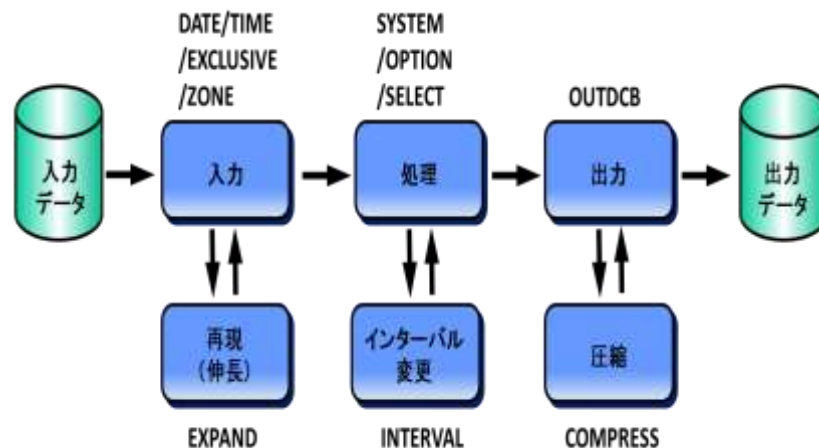 DATE/TIME
/EXCLUSIVE
/ZONE
SYSTEM
/OPTION
/SELECT
OUTDCB
入力
データ
入力
処理
出力
出力
データ
再現
(伸長)
インターバル
変更
圧縮
EXPAND
INTERVAL
COMPRESS